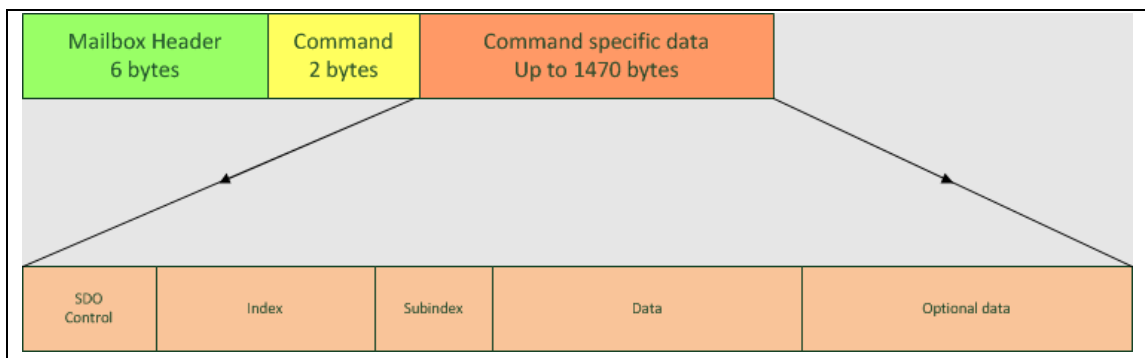 Mailbox Header
6 bytes
Command
2 bytes
Command specific data
Up to 1470 bytes
SDO
Control
Index
Subindex
Data
Optional data